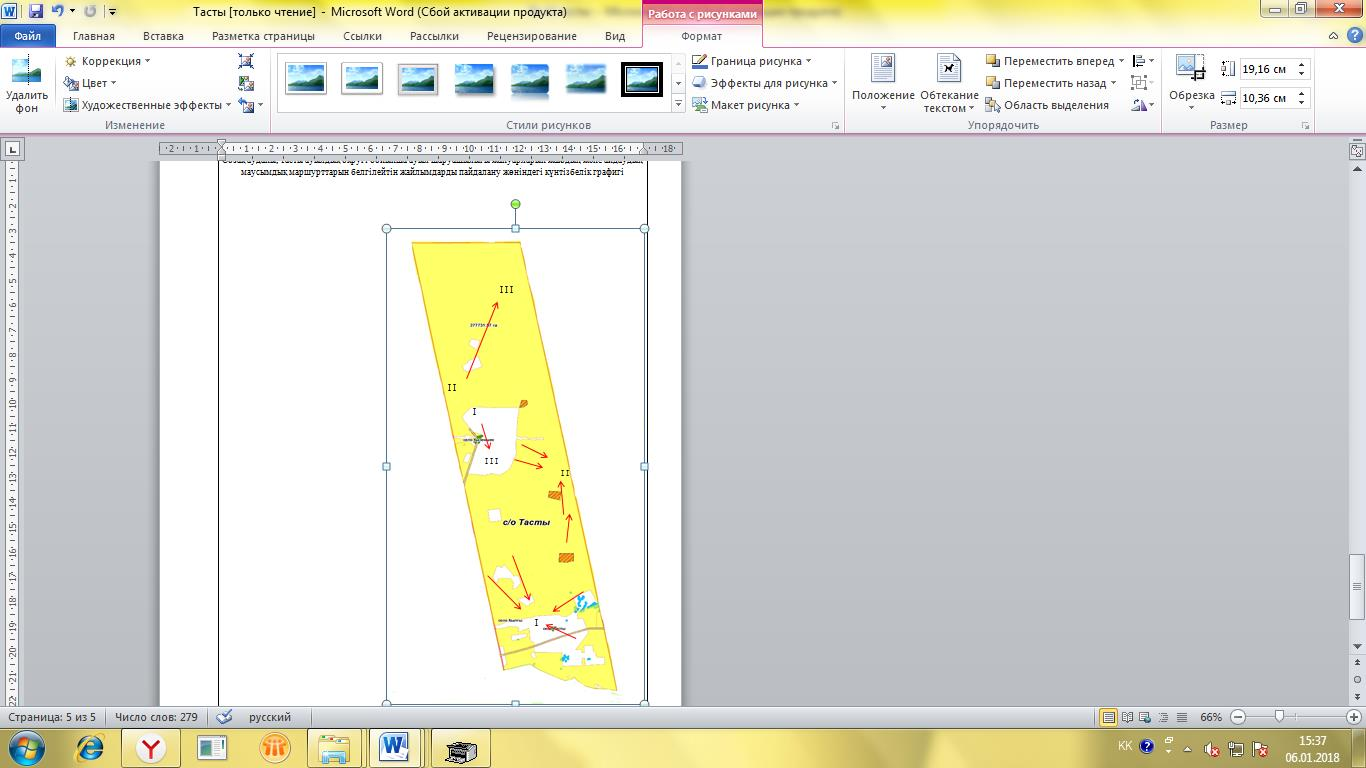 Тасты [только чтение] - Microsoft Word (Сбой активации продукта)
Работа с рисунками
Файл
Главная
Вставка
Разметка страницы
Ссылки
Рассылки
Рецензирование
Вид
Формат
Удалить фон
Коррекция
Цвет
Художественные эффекты
Изменение
Стили рисунков
Граница рисунка
Эффекты для рисунка
Макет рисунка
Положение
Обтекание текстом
Переместить вперед
Переместить назад
Область выделения
Упорядочить
Обрезка
19,16 см
10,36 см
Размер
маусымдық маршруттарын белгілейтін жайылымдарды пайдалану жөніндегі күнтізбелік графигі
III
II
I
III
II
с/о Тасты
I
Страница: 5 из 5
Число слов: 279
русский
66%
KK
15:37
06.01.2018